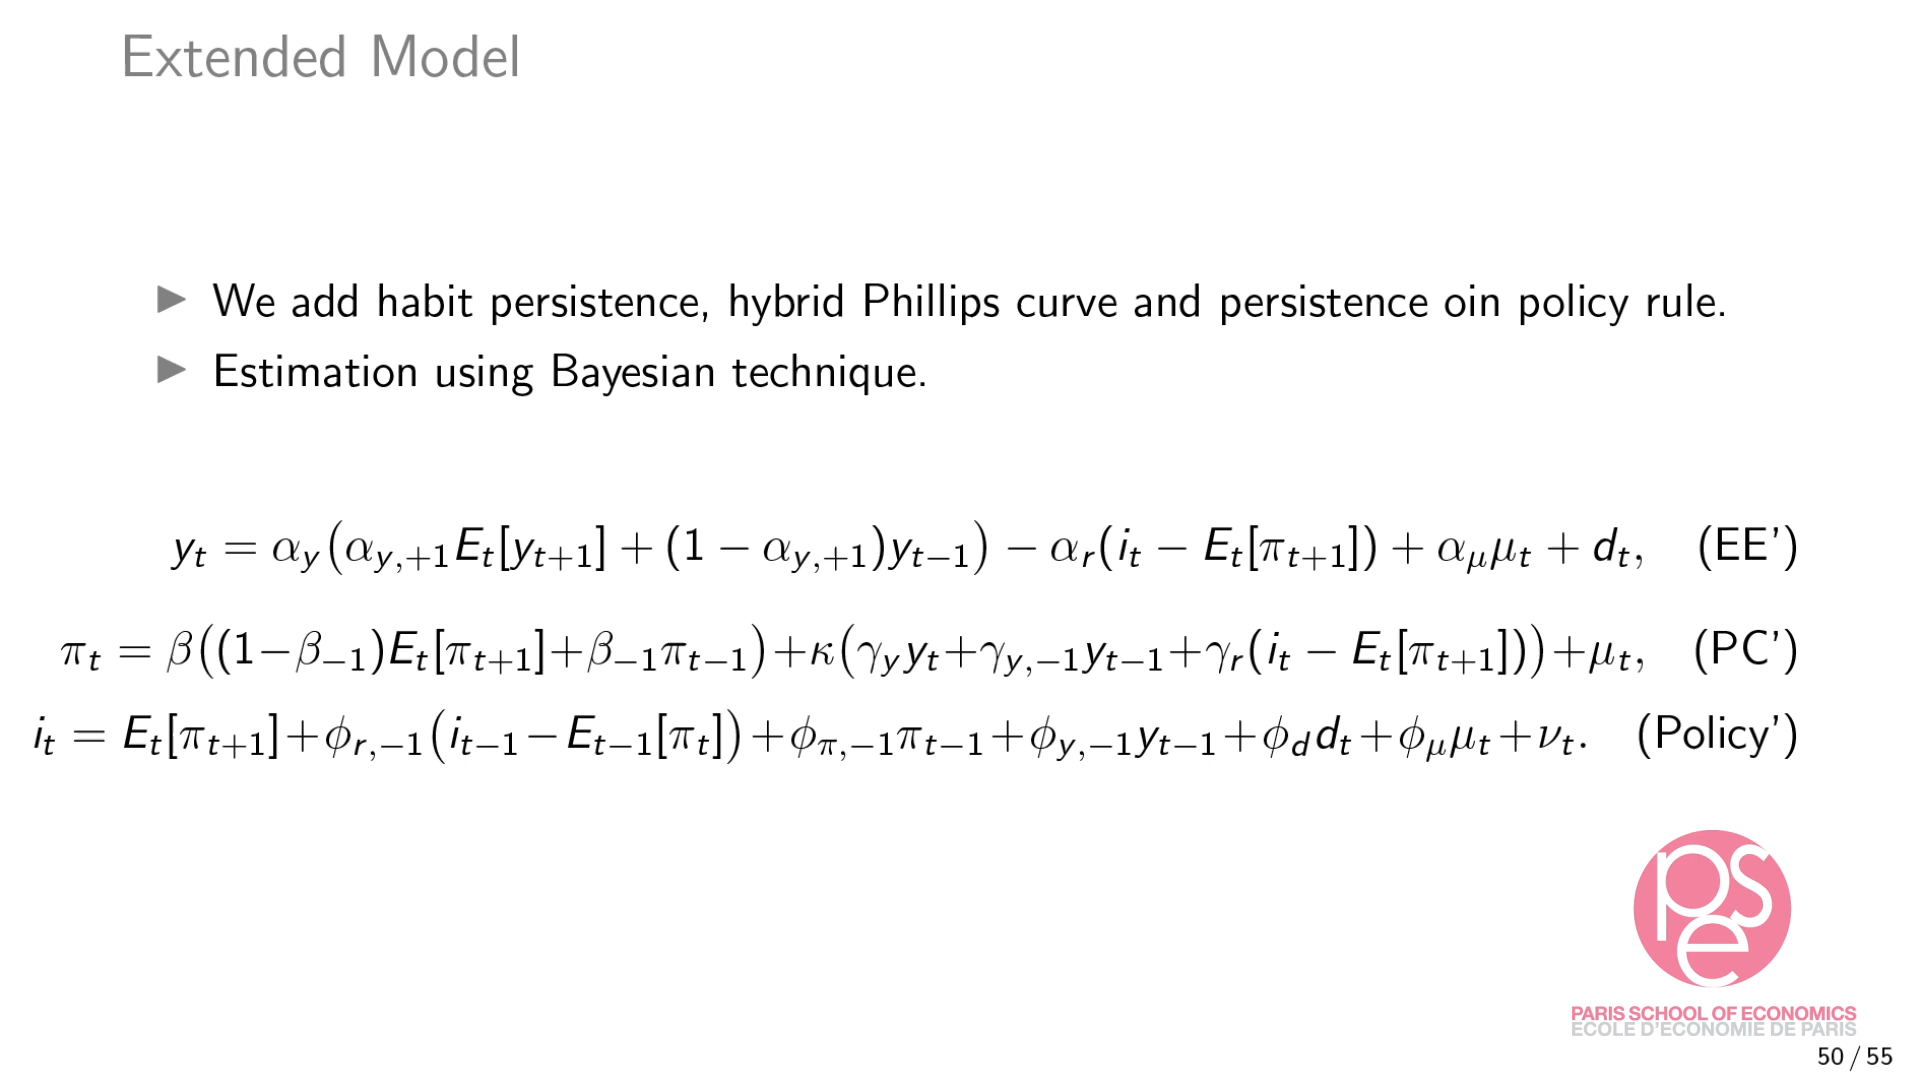 Extended Model
▶ We add habit persistence, hybrid Phillips curve and persistence oin policy rule.
▶ Estimation using Bayesian technique.
y_t = α_y(α_{y,+1}E_t[y_{t+1}] + (1 − α_{y,+1})y_{t−1}) − α_r(i_t − E_t[π_{t+1}]) + α_μμ_t + d_t, (EE')
π_t = β((1−β_{−1})E_t[π_{t+1}]+β_{−1}π_{t−1})+κ(γ_yy_t+γ_{y,−1}y_{t−1}+γ_r(i_t − E_t[π_{t+1}]))+μ_t, (PC')
i_t = E_t[π_{t+1}]+ϕ_{r,−1}(i_{t−1}−E_{t−1}[π_t])+ϕ_{π,−1}π_{t−1}+ϕ_{y,−1}y_{t−1}+ϕ_dd_t+ϕ_μμ_t+ν_t. (Policy')
pse
PARIS SCHOOL OF ECONOMICS
ECOLE D'ECONOMIE DE PARIS
50 / 55